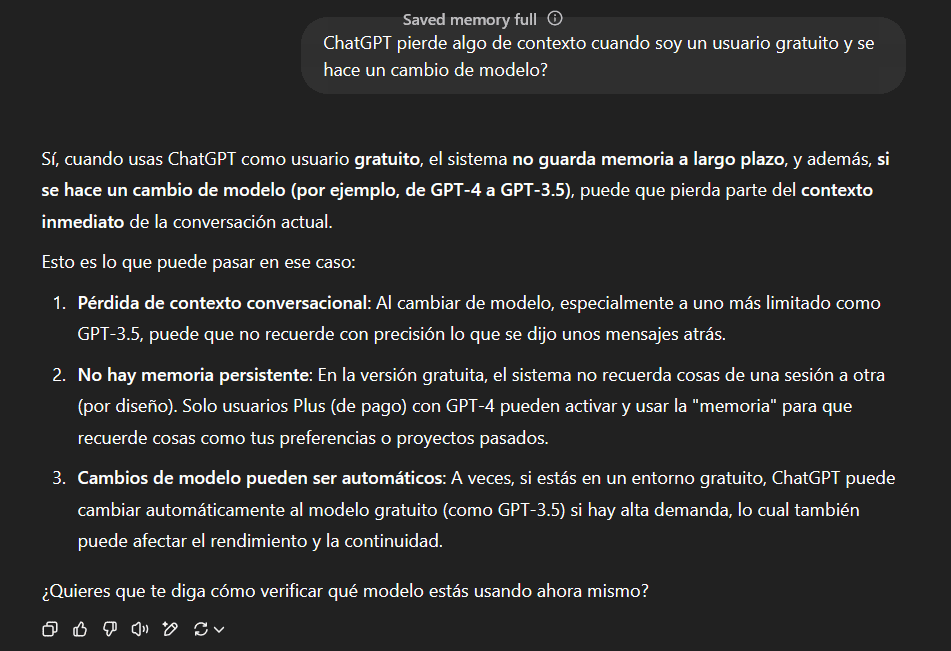 Saved memory full
ChatGPT pierde algo de contexto cuando soy un usuario gratuito y se
hace un cambio de modelo?
Sí, cuando usas ChatGPT como usuario gratuito, el sistema no guarda memoria a largo plazo, y además, si
se hace un cambio de modelo (por ejemplo, de GPT-4 a GPT-3.5), puede que pierda parte del contexto
inmediato de la conversación actual.
Esto es lo que puede pasar en ese caso:
1. Pérdida de contexto conversacional: Al cambiar de modelo, especialmente a uno más limitado como
GPT-3.5, puede que no recuerde con precisión lo que se dijo unos mensajes atrás.
2. No hay memoria persistente: En la versión gratuita, el sistema no recuerda cosas de una sesión a otra
(por diseño). Solo usuarios Plus (de pago) con GPT-4 pueden activar y usar la "memoria" para que
recuerde cosas como tus preferencias o proyectos pasados.
3. Cambios de modelo pueden ser automáticos: A veces, si estás en un entorno gratuito, ChatGPT puede
cambiar automáticamente al modelo gratuito (como GPT-3.5) si hay alta demanda, lo cual también
puede afectar el rendimiento y la continuidad.
¿Quieres que te diga cómo verificar qué modelo estás usando ahora mismo?